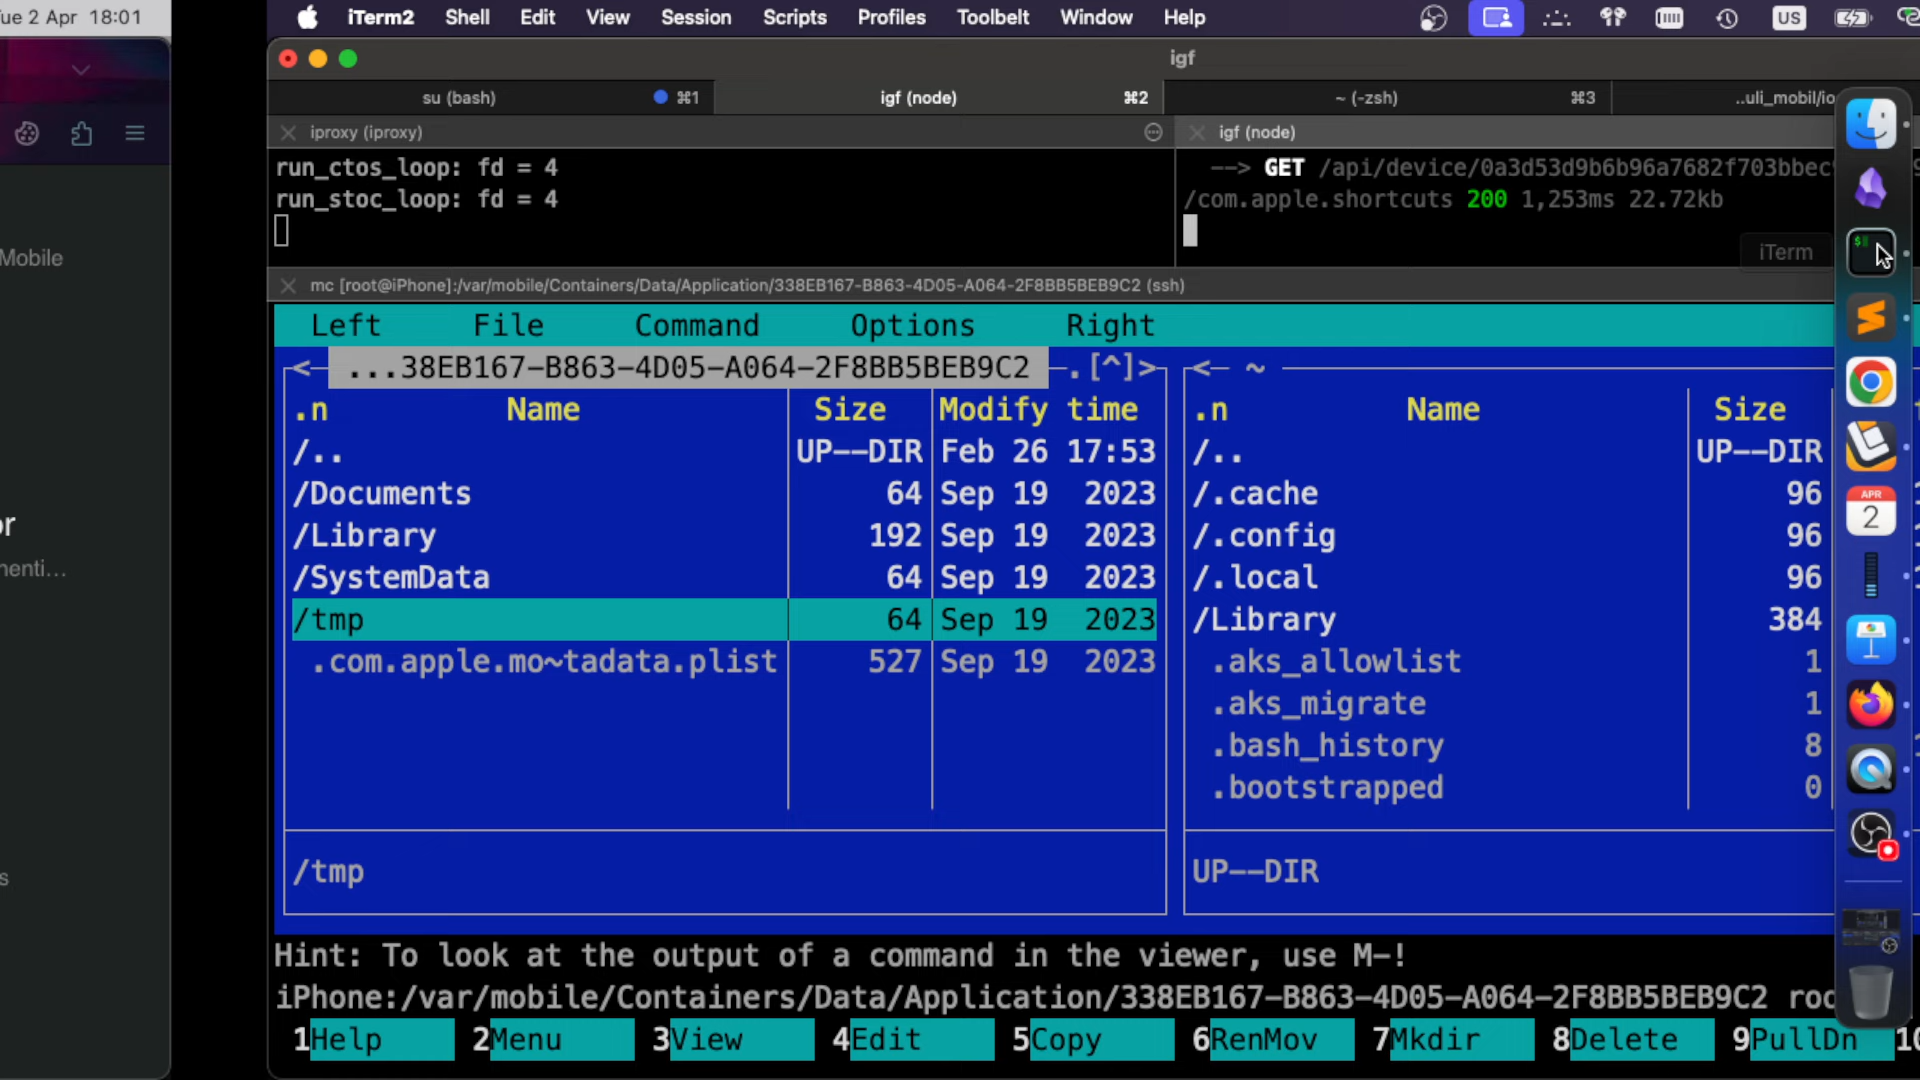 ue 2 Apr 18:01
iTerm2 Shell Edit View Session Scripts Profiles Toolbelt Window Help US
igf
su (bash) ⌘1 igf (node) ⌘2 ~ (-zsh) ⌘3 ..uli_mobil/io
iproxy (iproxy) igf (node)
run_ctos_loop: fd = 4
run_stoc_loop: fd = 4
--> GET /api/device/0a3d53d9b6b96a7682f703bbec
/com.apple.shortcuts 200 1,253ms 22.72kb
Mobile
iTerm
mc [root@iPhone]:/var/mobile/Containers/Data/Application/338EB167-B863-4D05-A064-2F8BB5BEB9C2 (ssh)
Left File Command Options Right
<- ...38EB167-B863-4D05-A064-2F8BB5BEB9C2 .[^]> <- ~
.n Name Size Modify time .n Name Size
/.. UP--DIR Feb 26 17:53 /.. UP--DIR
/Documents 64 Sep 19 2023 /.cache 96
/Library 192 Sep 19 2023 /.config 96
/SystemData 64 Sep 19 2023 /.local 96
/tmp 64 Sep 19 2023 /Library 384
.com.apple.mo~tadata.plist 527 Sep 19 2023 .aks_allowlist 1
.aks_migrate 1
.bash_history 8
.bootstrapped 0
or
nenti...
s
APR
2
/tmp UP--DIR
Hint: To look at the output of a command in the viewer, use M-!
iPhone:/var/mobile/Containers/Data/Application/338EB167-B863-4D05-A064-2F8BB5BEB9C2 roo
1Help 2Menu 3View 4Edit 5Copy 6RenMov 7Mkdir 8Delete 9PullDn 10